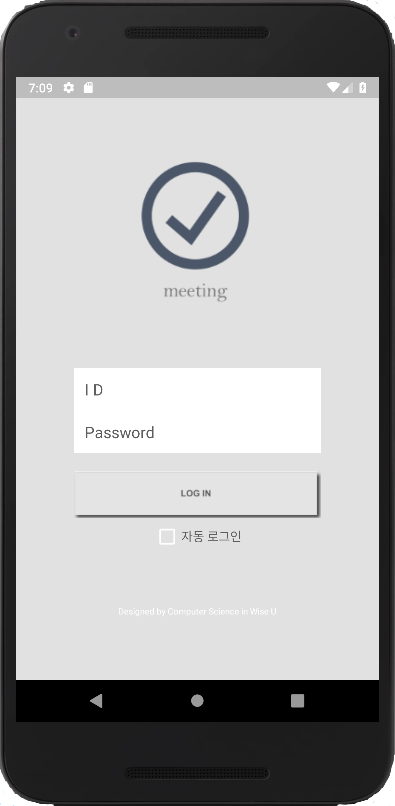 7:09
meeting
I D
Password
LOG IN
자동 로그인
Designed by Computer Science in Wise U